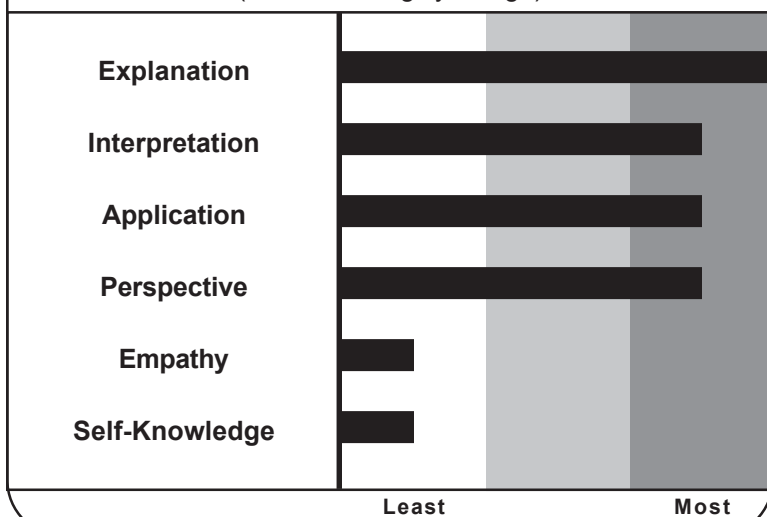 Explanation
Interpretation
Application
Perspective
Empathy
Self-Knowledge
Least Most